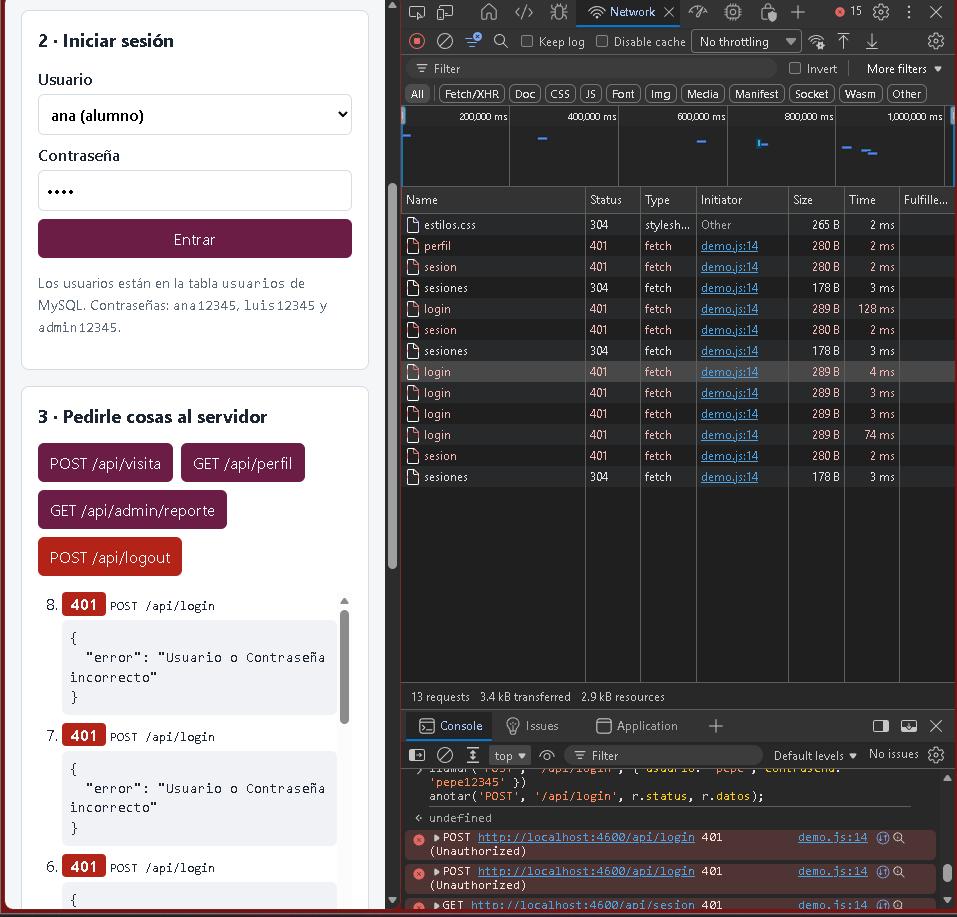 2 · Iniciar sesión
Usuario
ana (alumno)
Contraseña
••••
Entrar
Los usuarios están en la tabla usuarios de
MySQL. Contraseñas: ana12345, luis12345 y
admin12345.
3 · Pedirle cosas al servidor
POST /api/visita
GET /api/perfil
GET /api/admin/reporte
POST /api/logout
8. 401 POST /api/login
{
"error": "Usuario o Contraseña
incorrecto"
}
7. 401 POST /api/login
{
"error": "Usuario o Contraseña
incorrecto"
}
6. 401 POST /api/login
{
Network 15
Keep log Disable cache No throttling
Filter Invert More filters
All Fetch/XHR Doc CSS JS Font Img Media Manifest Socket Wasm Other
200,000 ms 400,000 ms 600,000 ms 800,000 ms 1,000,000 ms
Name Status Type Initiator Size Time Fulfille...
estilos.css 304 stylesh... Other 265 B 2 ms
perfil 401 fetch demo.js:14 280 B 2 ms
sesion 401 fetch demo.js:14 280 B 2 ms
sesiones 304 fetch demo.js:14 178 B 3 ms
login 401 fetch demo.js:14 289 B 128 ms
sesion 401 fetch demo.js:14 280 B 2 ms
sesiones 304 fetch demo.js:14 178 B 3 ms
login 401 fetch demo.js:14 289 B 4 ms
login 401 fetch demo.js:14 289 B 3 ms
login 401 fetch demo.js:14 289 B 3 ms
login 401 fetch demo.js:14 289 B 74 ms
sesion 401 fetch demo.js:14 280 B 2 ms
sesiones 304 fetch demo.js:14 178 B 3 ms
13 requests 3.4 kB transferred 2.9 kB resources
Console Issues Application
top Filter Default levels No issues
'pepe12345' })
anotar('POST', '/api/login', r.status, r.datos);
undefined
POST http://localhost:4600/api/login 401 demo.js:14
(Unauthorized)
POST http://localhost:4600/api/login 401 demo.js:14
(Unauthorized)
GET http://localhost:4600/api/sesion 401 demo.js:14